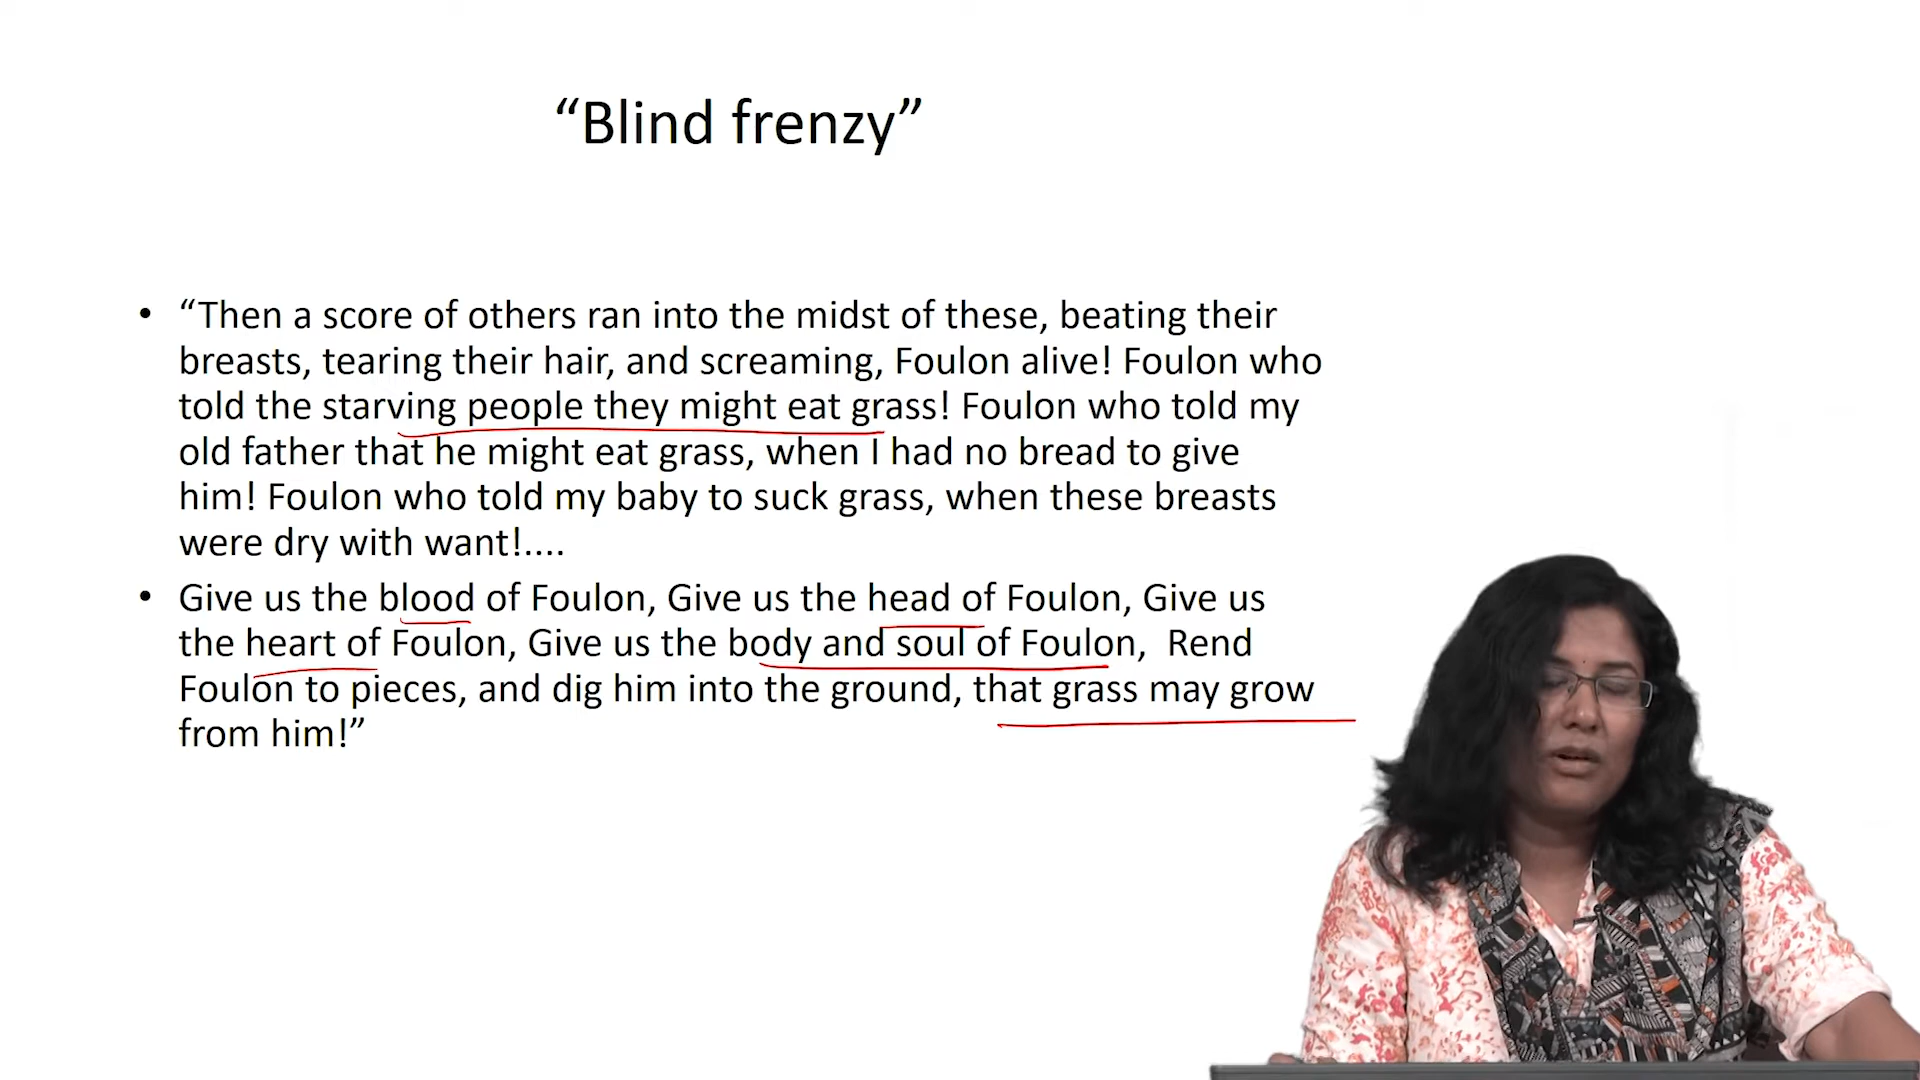 “Blind frenzy”
• “Then a score of others ran into the midst of these, beating their
breasts, tearing their hair, and screaming, Foulon alive! Foulon who
told the starving people they might eat grass! Foulon who told my
old father that he might eat grass, when I had no bread to give
him! Foulon who told my baby to suck grass, when these breasts
were dry with want!....
• Give us the blood of Foulon, Give us the head of Foulon, Give us
the heart of Foulon, Give us the body and soul of Foulon,  Rend
Foulon to pieces, and dig him into the ground, that grass may grow
from him!”